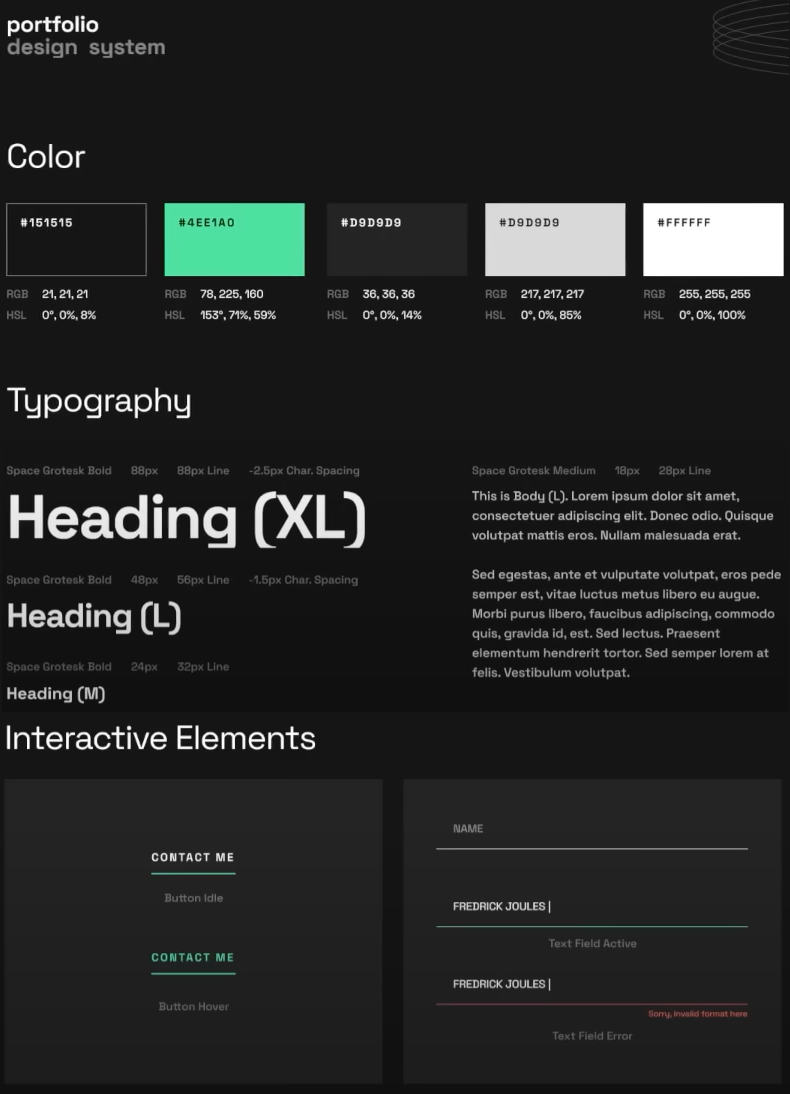 portfolio
design system
Color
#151515
#4EE1A0
#D9D9D9
#D9D9D9
#FFFFFF
RGB 21, 21, 21
RGB 78, 225, 160
RGB 36, 36, 36
RGB 217, 217, 217
RGB 255, 255, 255
HSL 0°, 0%, 8%
HSL 153°, 71%, 59%
HSL 0°, 0%, 14%
HSL 0°, 0%, 85%
HSL 0°, 0%, 100%
Typography
Space Grotesk Bold 88px 88px Line -2.5px Char. Spacing
Heading (XL)
Space Grotesk Bold 48px 56px Line -1.5px Char. Spacing
Heading (L)
Space Grotesk Bold 24px 32px Line
Heading (M)
Space Grotesk Medium 18px 28px Line
This is Body (L). Lorem ipsum dolor sit amet,
consectetuer adipiscing elit. Donec odio. Quisque
volutpat mattis eros. Nullam malesuada erat.
Sed egestas, ante et vulputate volutpat, eros pede
semper est, vitae luctus metus libero eu augue.
Morbi purus libero, faucibus adipiscing, commodo
quis, gravida id, est. Sed lectus. Praesent
elementum hendrerit tortor. Sed semper lorem at
felis. Vestibulum volutpat.
Interactive Elements
CONTACT ME
Button Idle
CONTACT ME
Button Hover
NAME
FREDRICK JOULES |
Text Field Active
FREDRICK JOULES |
Sorry, invalid format here
Text Field Error